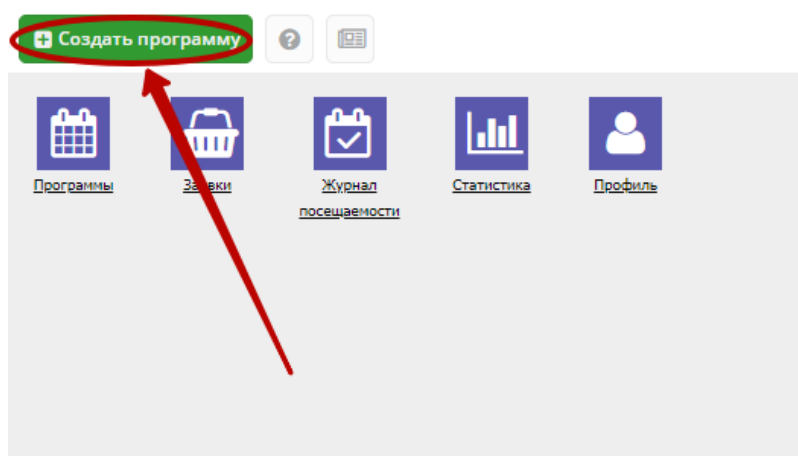 Создать программу
Программы
Заявки
Журнал
посещаемости
Статистика
Профиль